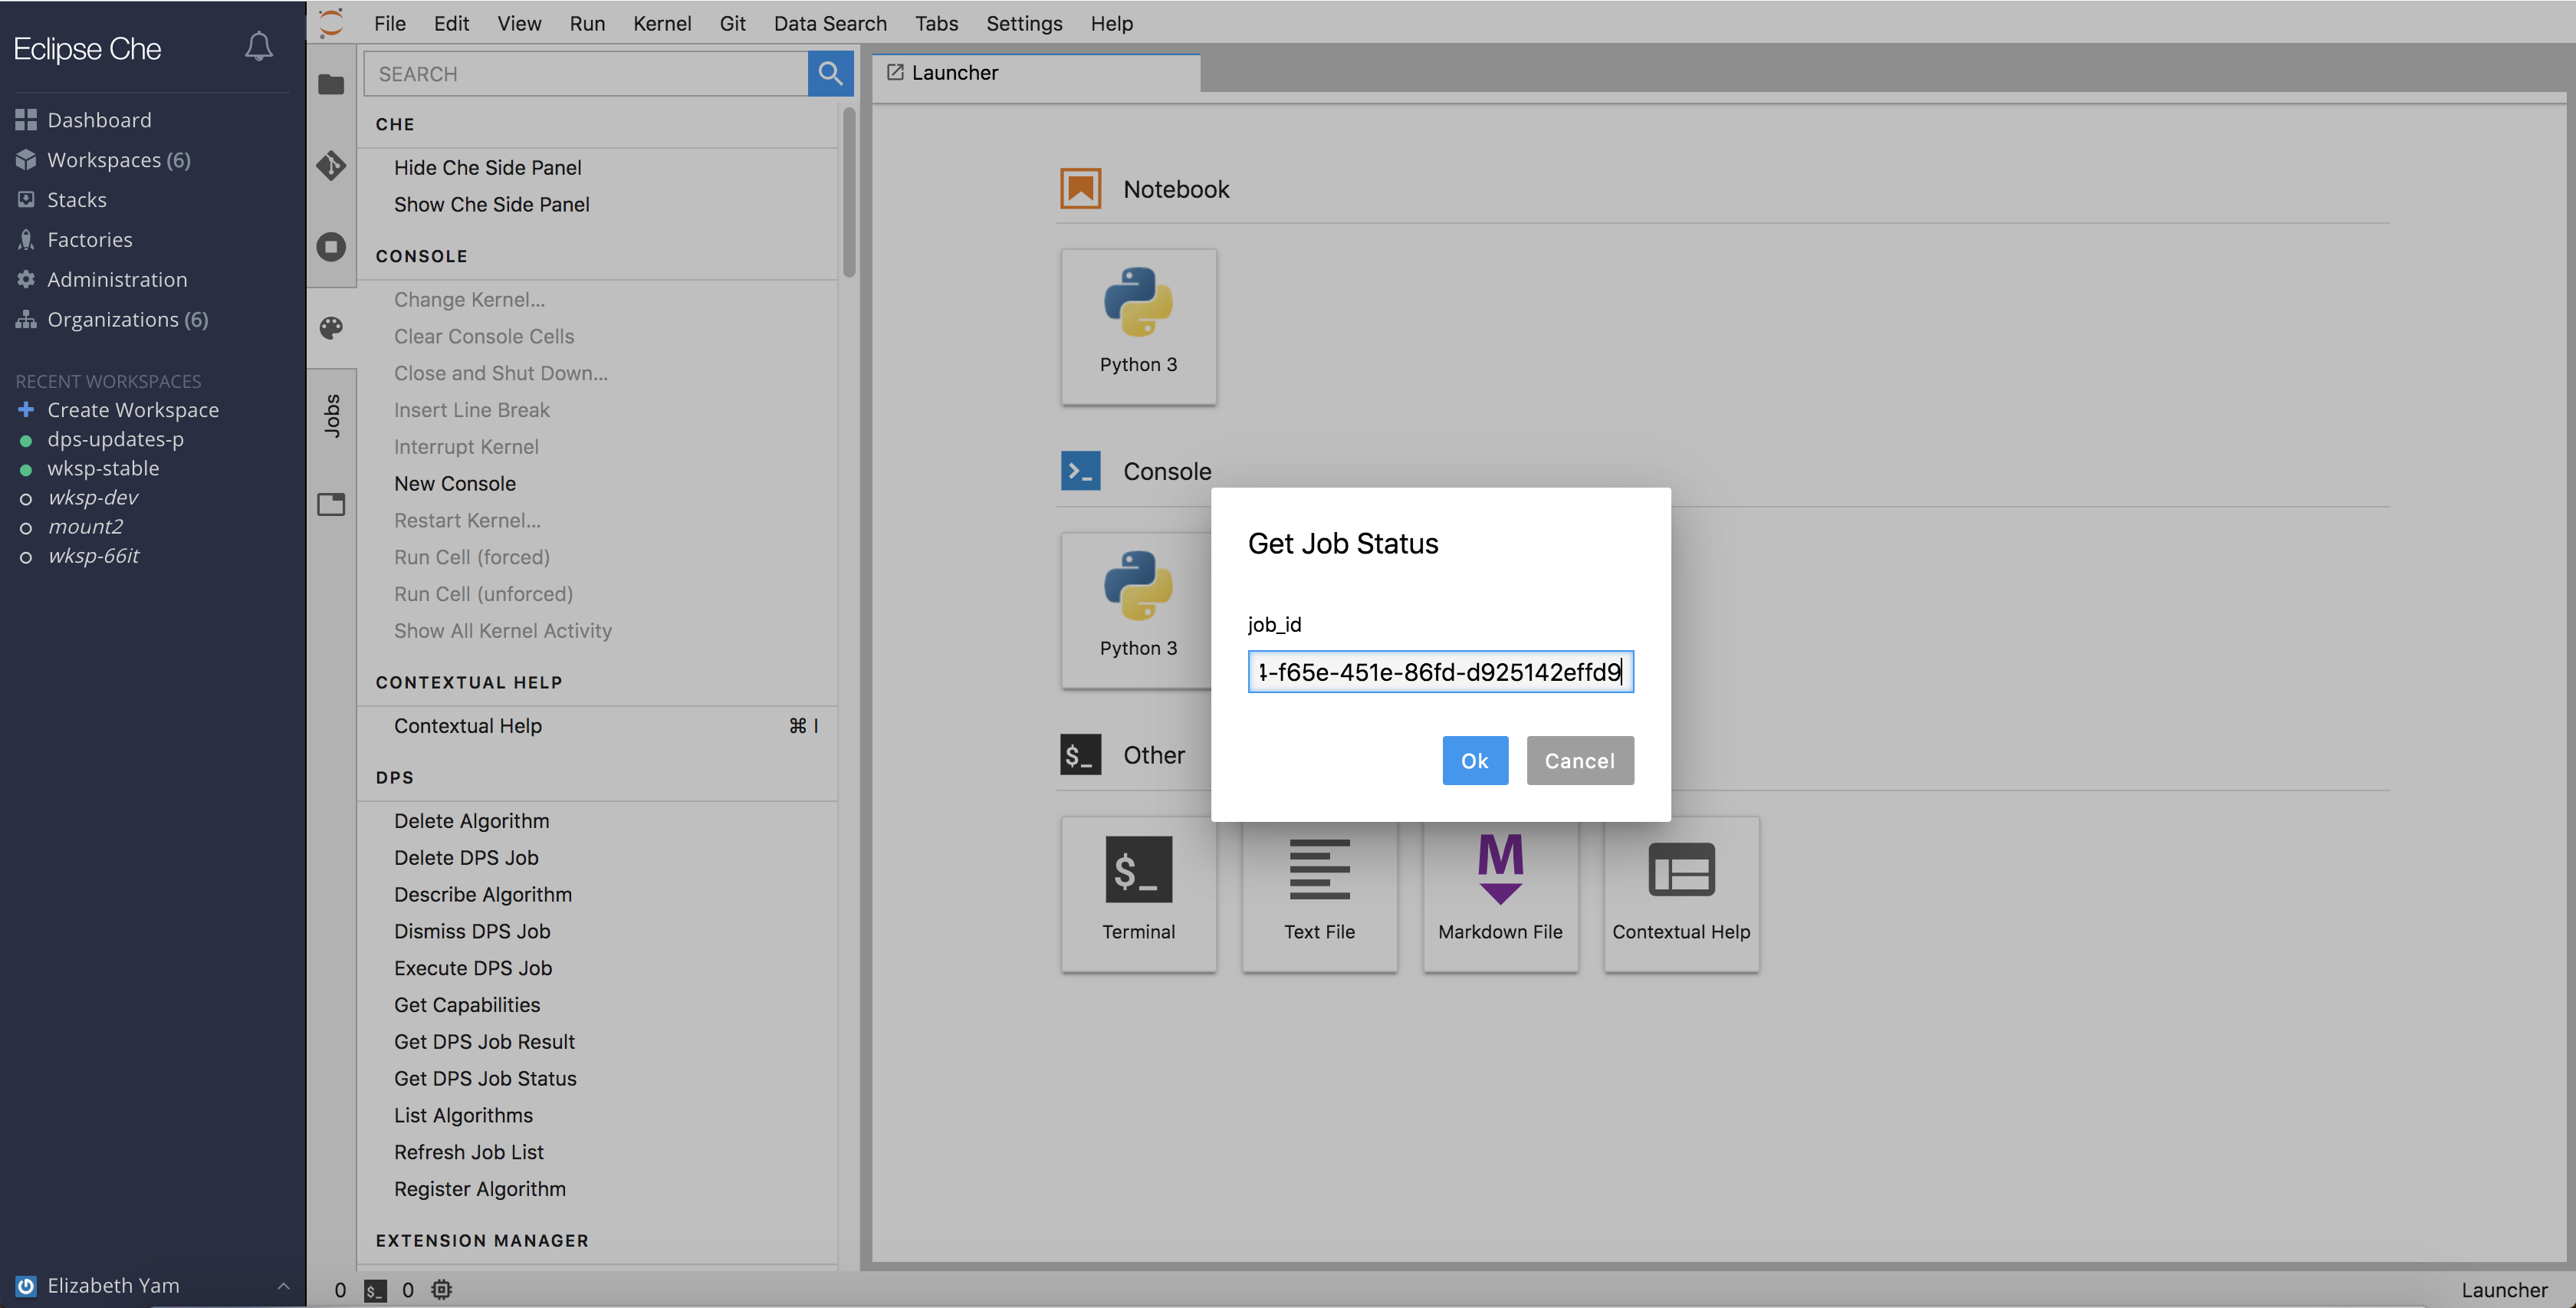 Eclipse Che
Dashboard
Workspaces (6)
Stacks
Factories
Administration
Organizations (6)
RECENT WORKSPACES
Create Workspace
dps-updates-p
wksp-stable
wksp-dev
mount2
wksp-66it
Elizabeth Yam
File Edit View Run Kernel Git Data Search Tabs Settings Help
Jobs
SEARCH
CHE
Hide Che Side Panel
Show Che Side Panel
CONSOLE
Change Kernel...
Clear Console Cells
Close and Shut Down...
Insert Line Break
Interrupt Kernel
New Console
Restart Kernel...
Run Cell (forced)
Run Cell (unforced)
Show All Kernel Activity
CONTEXTUAL HELP
Contextual Help ⌘ I
DPS
Delete Algorithm
Delete DPS Job
Describe Algorithm
Dismiss DPS Job
Execute DPS Job
Get Capabilities
Get DPS Job Result
Get DPS Job Status
List Algorithms
Refresh Job List
Register Algorithm
EXTENSION MANAGER
Launcher
Notebook
Python 3
Console
Python 3
$_ Other
$_
Terminal
Text File
M
Markdown File
Contextual Help
Get Job Status
job_id
-f65e-451e-86fd-d925142effd9
Ok Cancel
0 $_ 0
Launcher